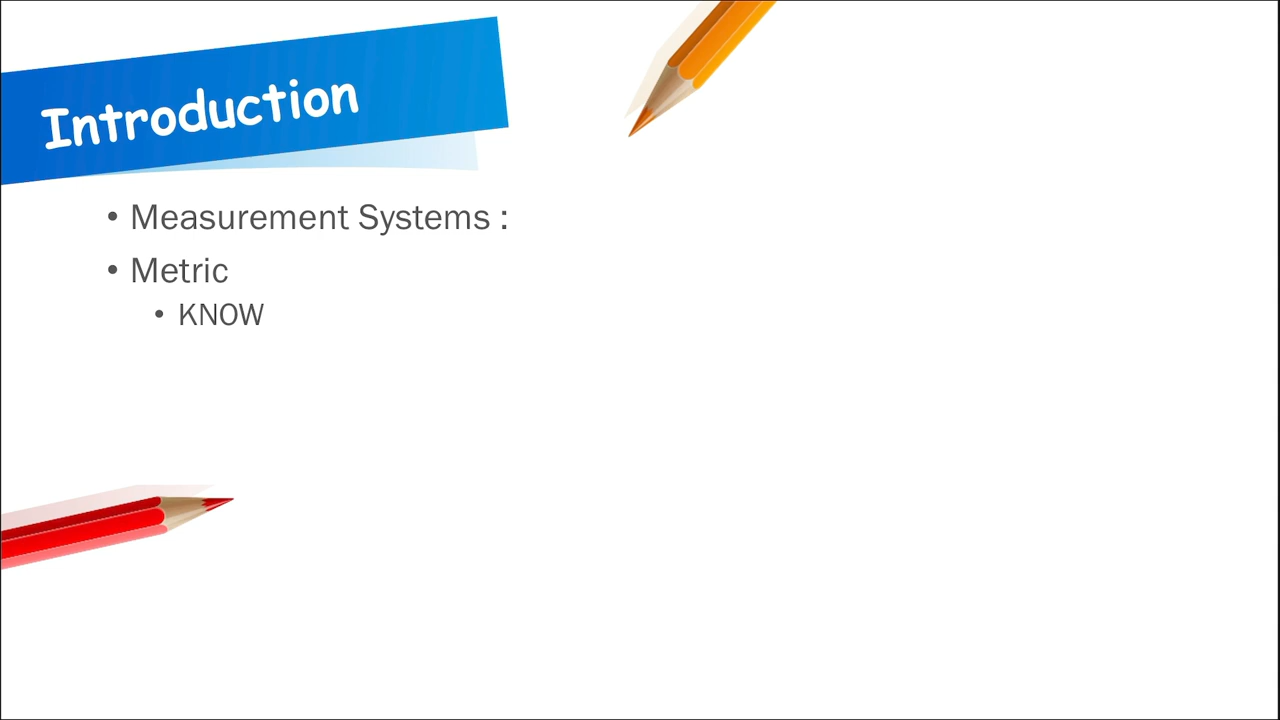 Introduction
• Measurement Systems :
• Metric
• KNOW